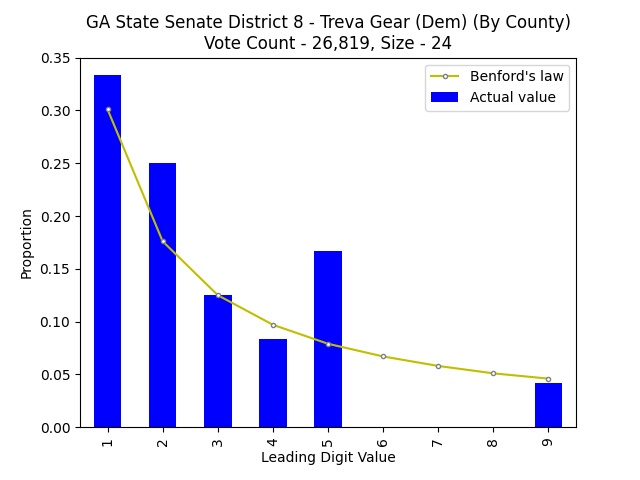 GA State Senate District 8 - Treva Gear (Dem) (By County)
Vote Count - 26,819, Size - 24
Benford's law
Actual value
0.35
0.30
0.25
0.20
0.15
0.10
0.05
0.00
Proportion
1 2 3 4 5 6 7 8 9
Leading Digit Value